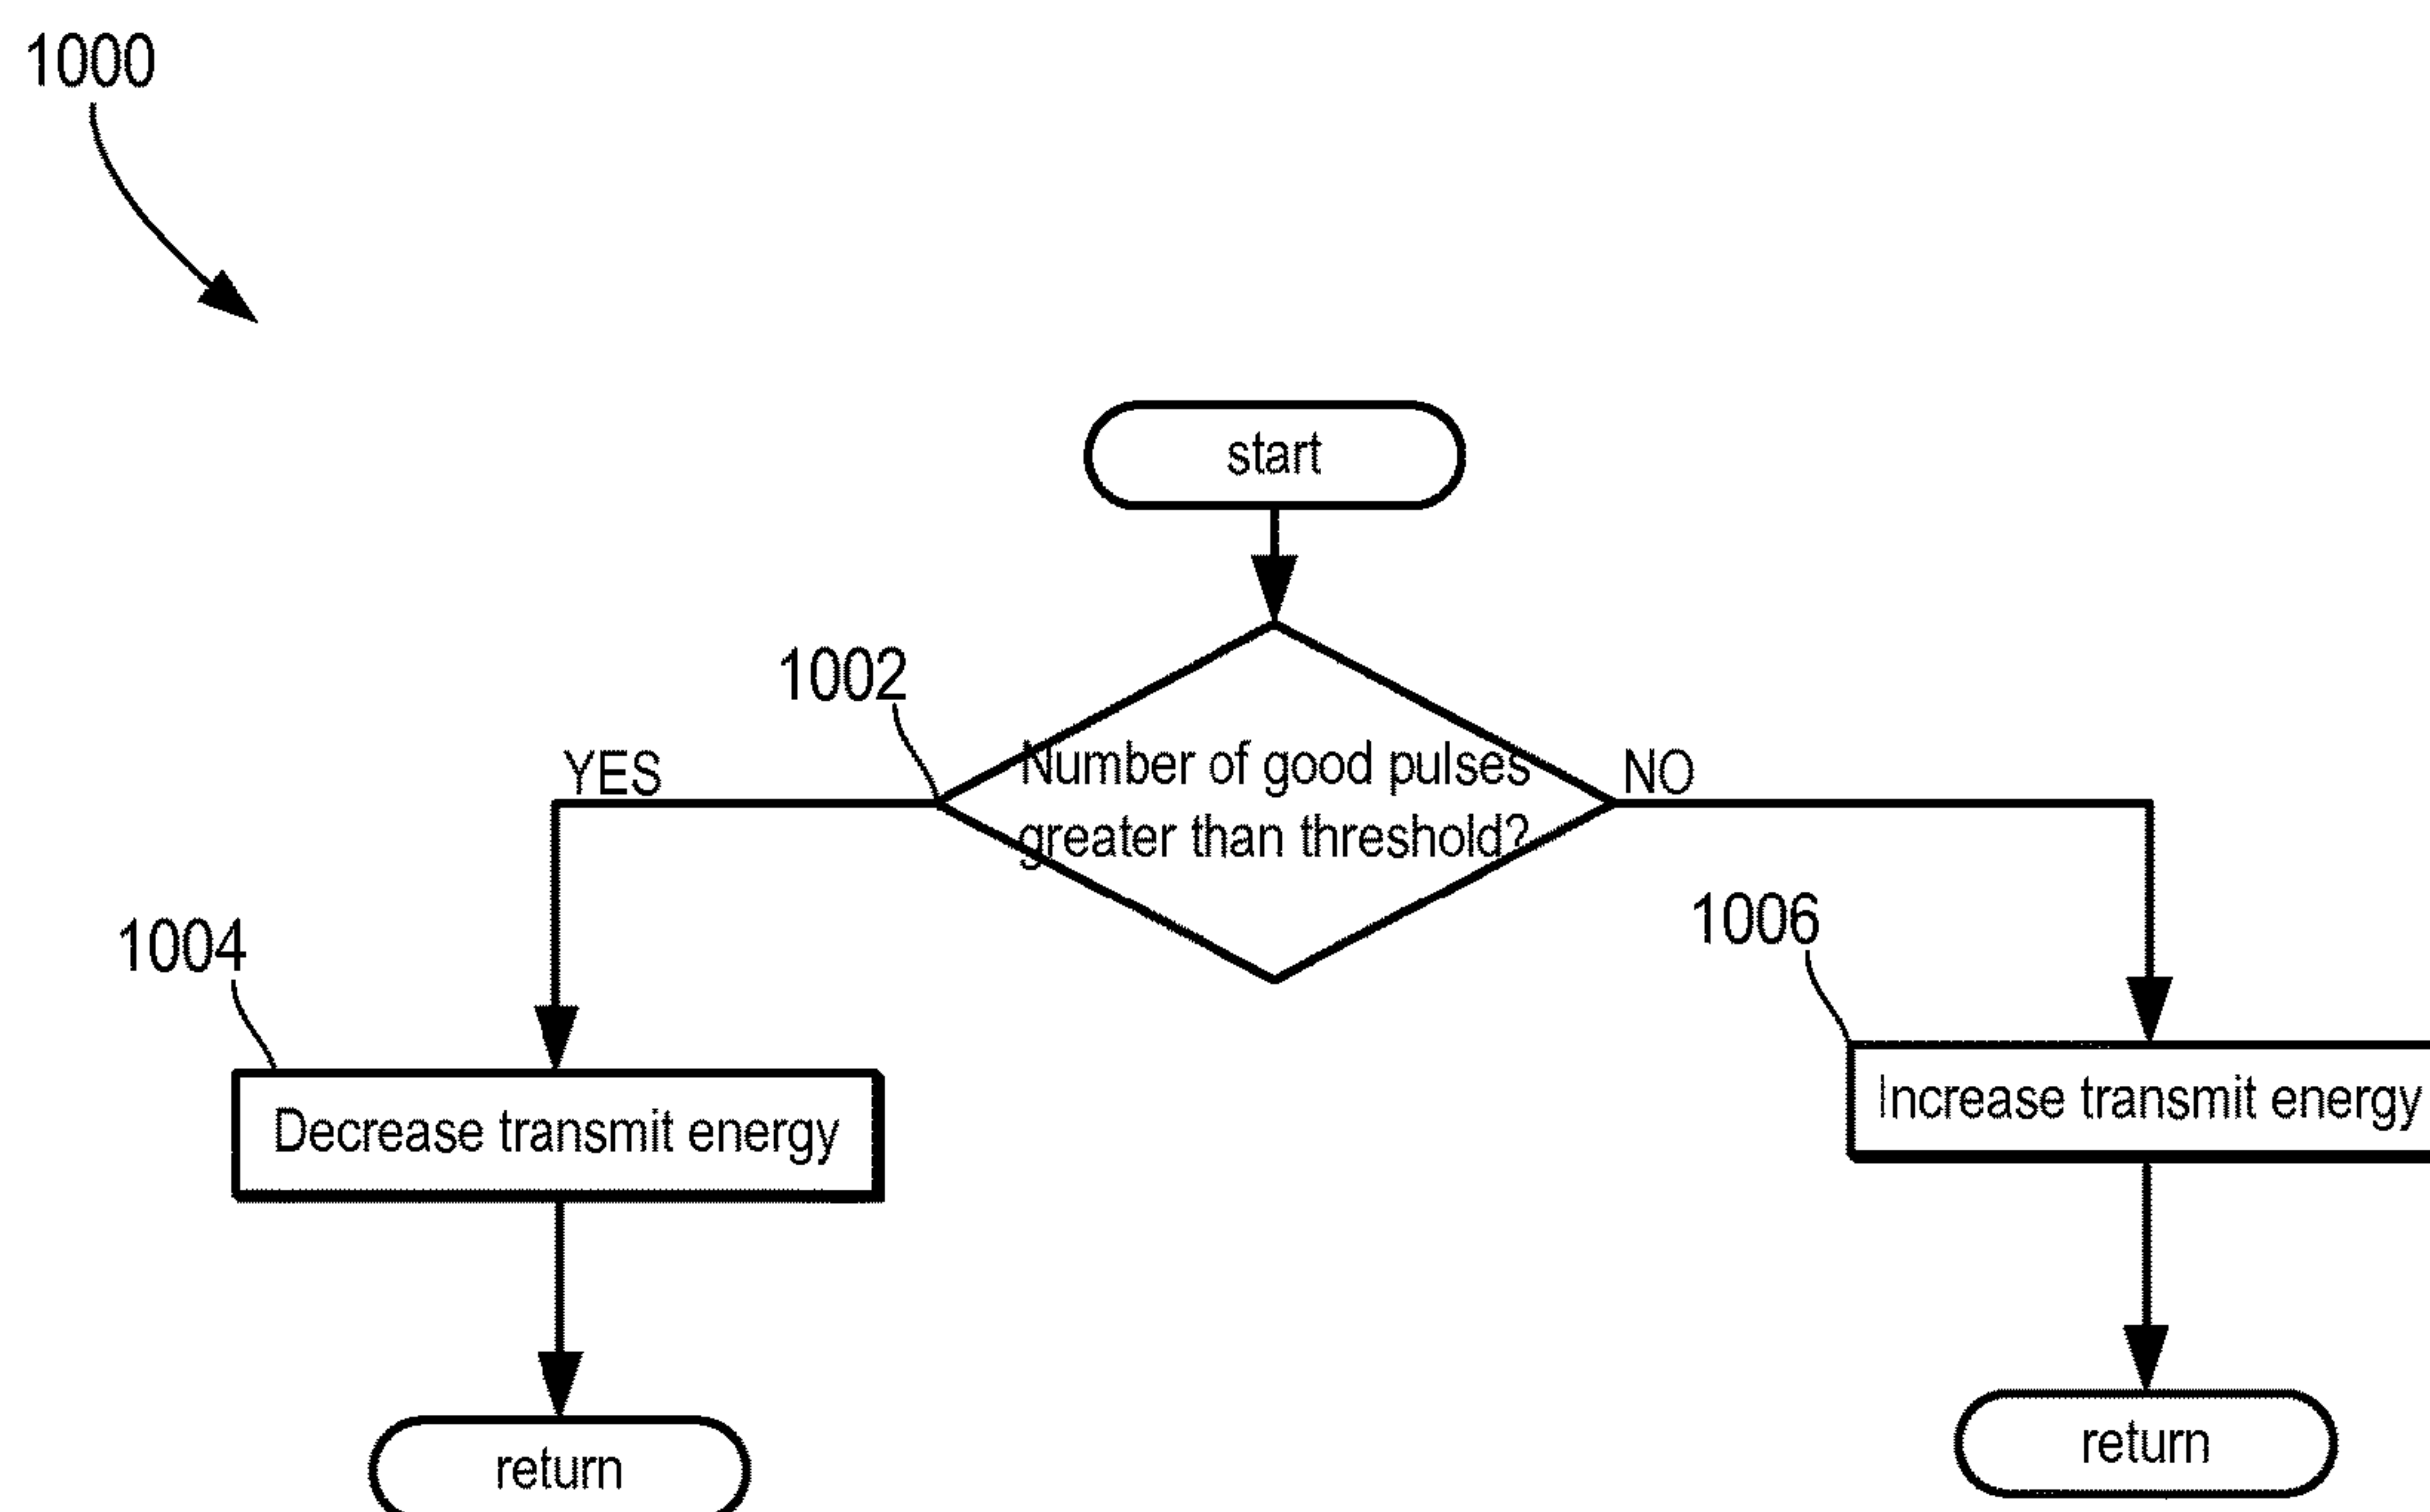 1000
start
1002
YES
Number of good pulses
greater than threshold?
NO
1004
1006
Decrease transmit energy
Increase transmit energy
return
return